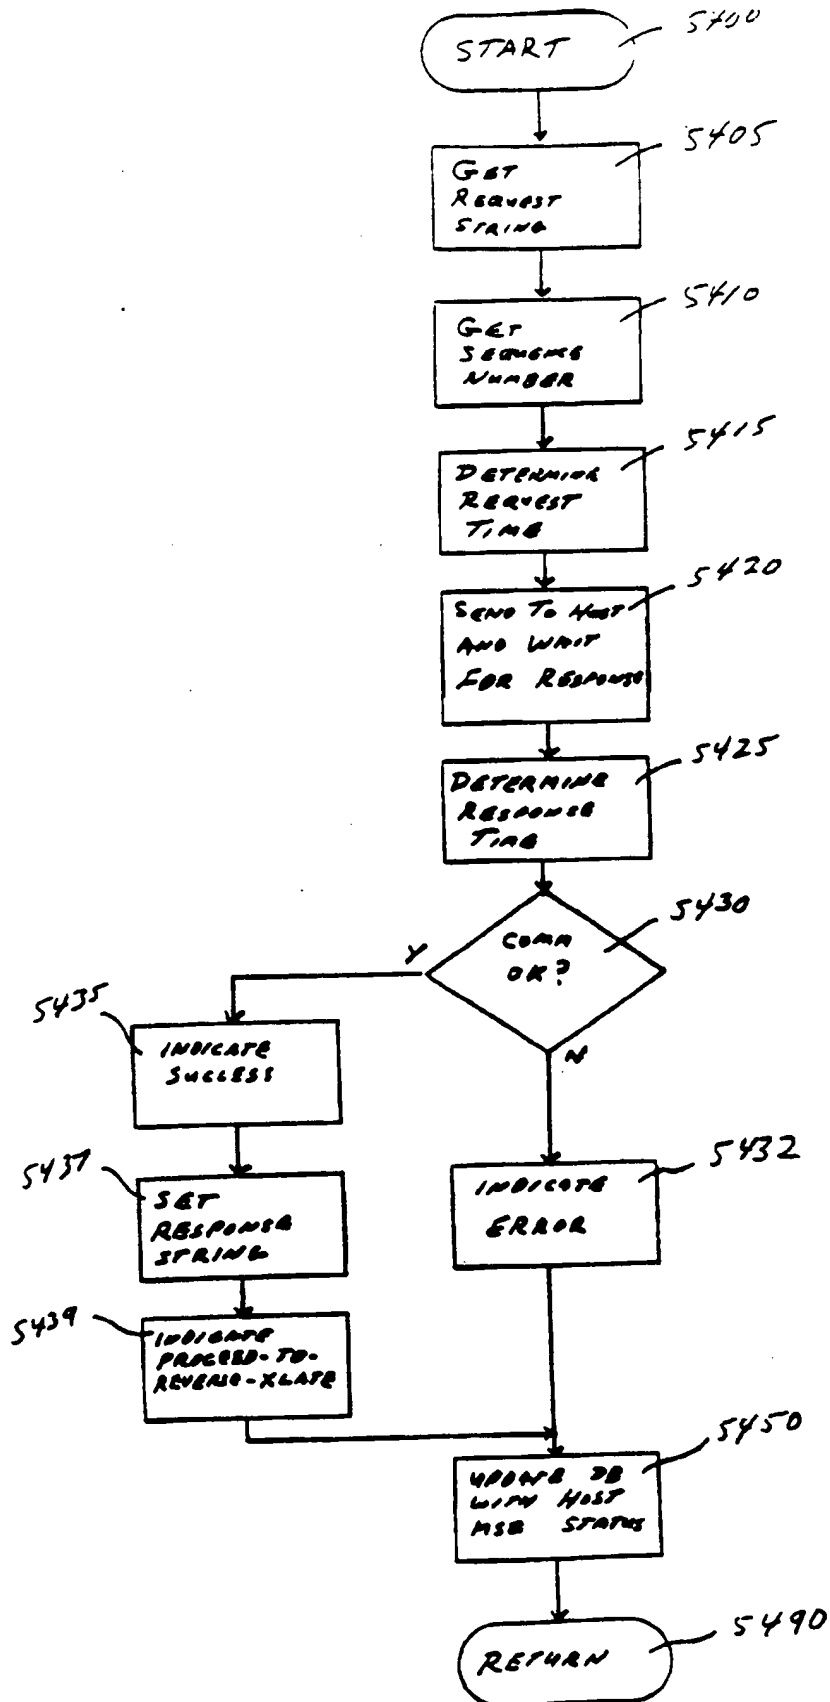 START
5400
5405
GET
REQUEST
STRING
5410
GET
SEQUENCE
NUMBER
5415
DETERMINE
REQUEST
TIME
5420
SEND TO HOST
AND WAIT
FOR RESPONSE
5425
DETERMINE
RESPONSE
TIME
5430
COMM
OK?
Y
N
5435
INDICATE
SUCCESS
5437
SET
RESPONSE
STRING
5439
INDICATE
PROCEED-TO-
REVERSE-XLATE
5432
INDICATE
ERROR
5450
UPDATE DB
WITH HOST
MSG STATUS
RETURN
5490